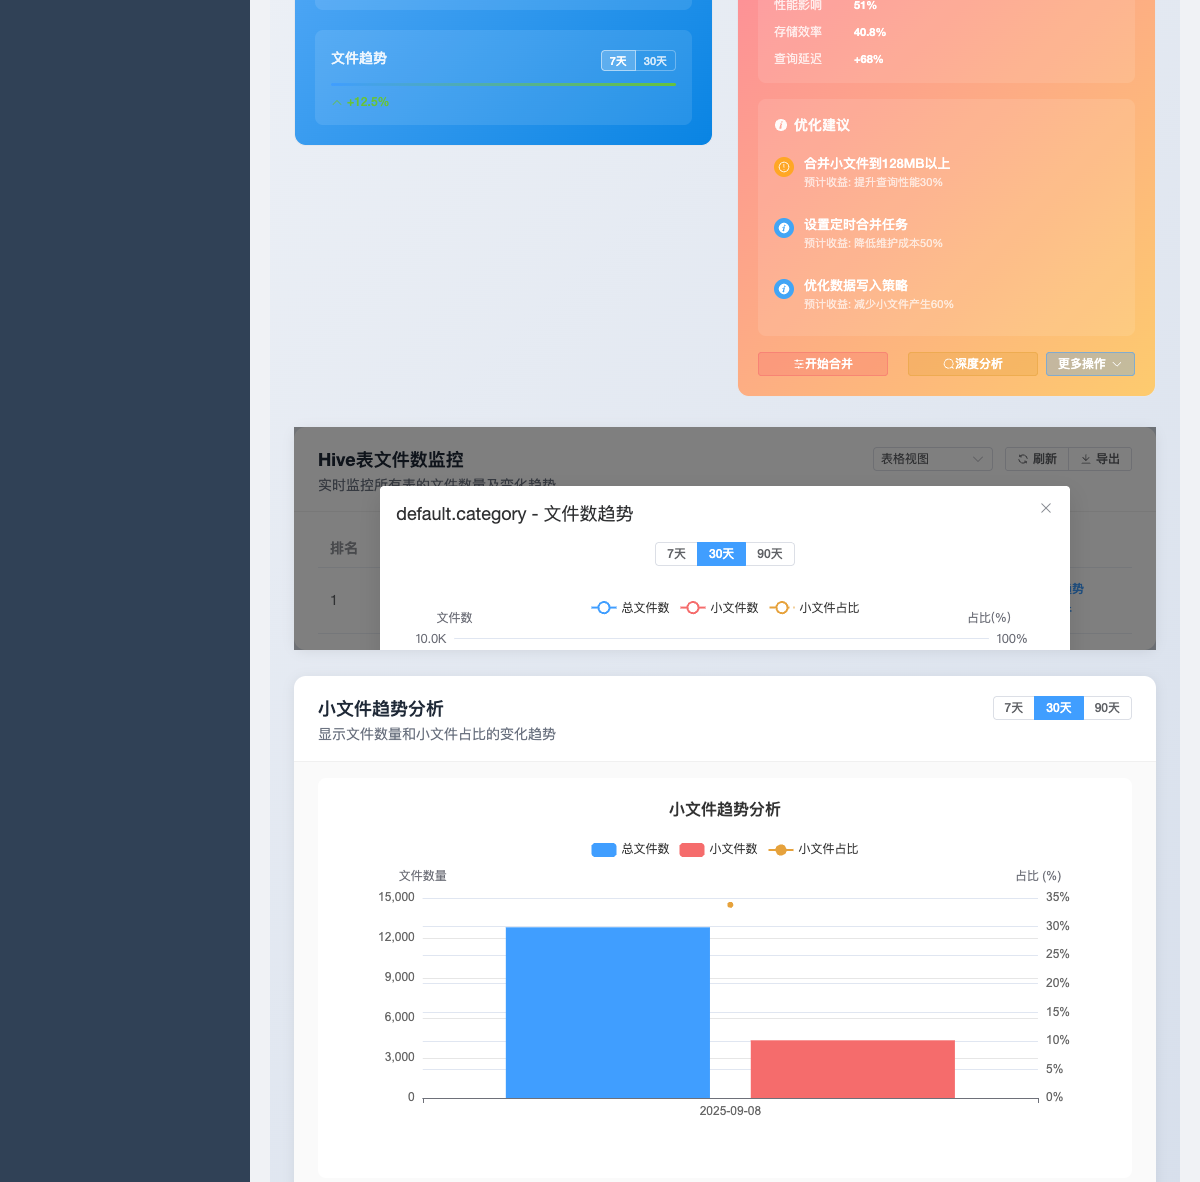 文件趋势
7天
30天
+12.5%
性能影响 51%
存储效率 40.8%
查询延迟 +68%
优化建议
合并小文件到128MB以上
预计收益: 提升查询性能30%
设置定时合并任务
预计收益: 降低维护成本50%
优化数据写入策略
预计收益: 减少小文件产生60%
开始合并
深度分析
更多操作
Hive表文件数监控
实时监控所有表的文件数量及变化趋势
表格视图
刷新
导出
排名
1
势
default.category - 文件数趋势
7天
30天
90天
总文件数
小文件数
小文件占比
文件数
占比(%)
10.0K
100%
小文件趋势分析
显示文件数量和小文件占比的变化趋势
7天
30天
90天
小文件趋势分析
总文件数
小文件数
小文件占比
文件数量
占比 (%)
15,000
12,000
9,000
6,000
3,000
0
35%
30%
25%
20%
15%
10%
5%
0%
2025-09-08